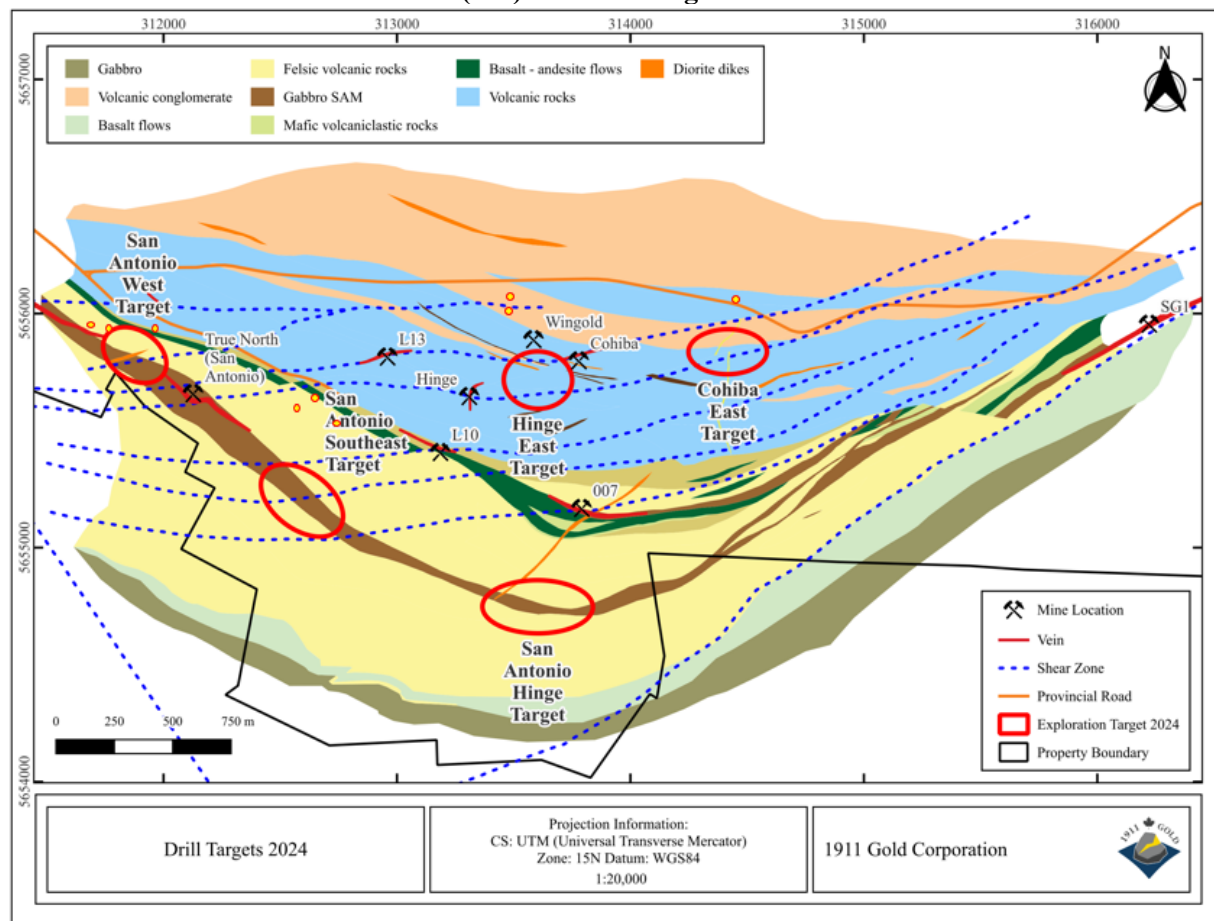 312000
313000
314000
315000
316000
5657000
5656000
5655000
5654000
Gabbro
Felsic volcanic rocks
Basalt - andesite flows
Diorite dikes
Volcanic conglomerate
Gabbro SAM
Volcanic rocks
Basalt flows
Mafic volcaniclastic rocks
N
San
Antonio
West
Target
True North
(San
Antonio)
L13
Wingold
Cohiba
SG1
Hinge
San
Antonio
Southeast
Target
L10
Hinge
East
Target
Cohiba
East
Target
007
San
Antonio
Hinge
Target
0 250 500 750 m
Mine Location
Vein
Shear Zone
Provincial Road
Exploration Target 2024
Property Boundary
Drill Targets 2024
Projection Information:
CS: UTM (Universal Transverse Mercator)
Zone: 15N Datum: WGS84
1:20,000
1911 Gold Corporation
1911 GOLD